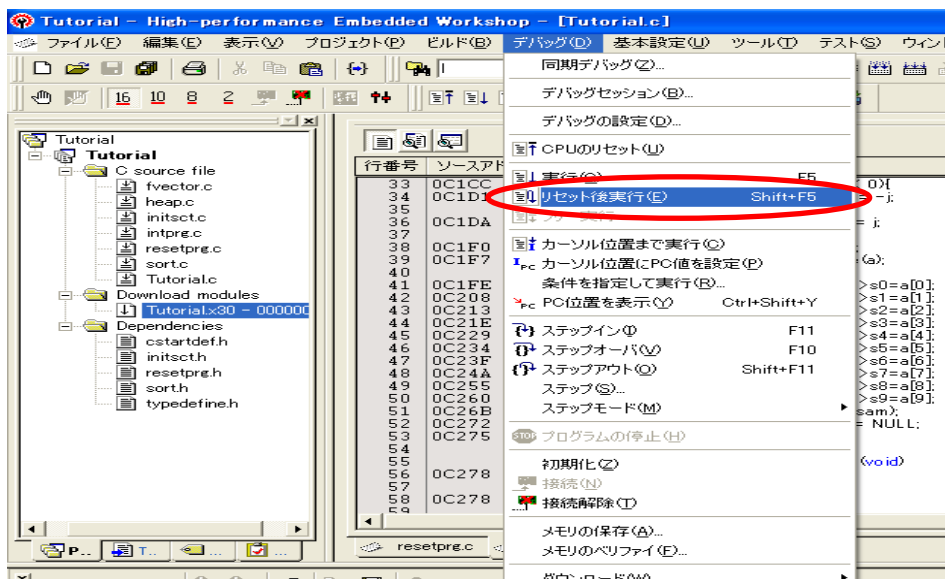 Tutorial - High-performance Embedded Workshop - [Tutorial.c]
ファイル(F) 編集(E) 表示(V) プロジェクト(P) ビルド(B) デバッグ(D) 基本設定(U) ツール(T) テスト(S)
16 10 8 2
Tutorial
Tutorial
C source file
fvector.c
heap.c
initsct.c
intprg.c
resetprg.c
sort.c
Tutorial.c
Download modules
Tutorial.x30 - 000000
Dependencies
cstartdef.h
initsct.h
resetprg.h
sort.h
typedefine.h
行番号
33 0C1CC
34
35
36 0C1DA
37
38 0C1F0
39 0C1F7
40
41 0C1FE
42 0C208
43 0C213
44 0C21E
45 0C229
46 0C234
47 0C23F
48 0C24A
49 0C255
50 0C260
51 0C26B
52 0C272
53 0C275
54
55
56 0C278
57
58 0C278
59
同期デバッグ(Z)...
デバッグセッション(B)...
デバッグの設定(D)...
CPUのリセット(U)
実行(G) F5
リセット後実行(E) Shift+F5
カーソル位置まで実行(C)
カーソル位置にPC値を設定(P)
条件を指定して実行(R)...
PC位置を表示(Y) Ctrl+Shift+Y
ステップイン(I) F11
ステップオーバ(V) F10
ステップアウト(O) Shift+F11
ステップ(S)...
ステップモード(M)
プログラムの停止(H)
初期化(Z)
接続(N)
接続解除(T)
メモリの保存(A)...
メモリのベリファイ(F)...
0){
= -j;
= j;
(a);
>s0=a[0];
>s1=a[1];
>s2=a[2];
>s3=a[3];
>s4=a[4];
>s5=a[5];
>s6=a[6];
>s7=a[7];
>s8=a[8];
>s9=a[9];
sam);
= NULL;
(void)
P... T... ... ...
resetprg.c